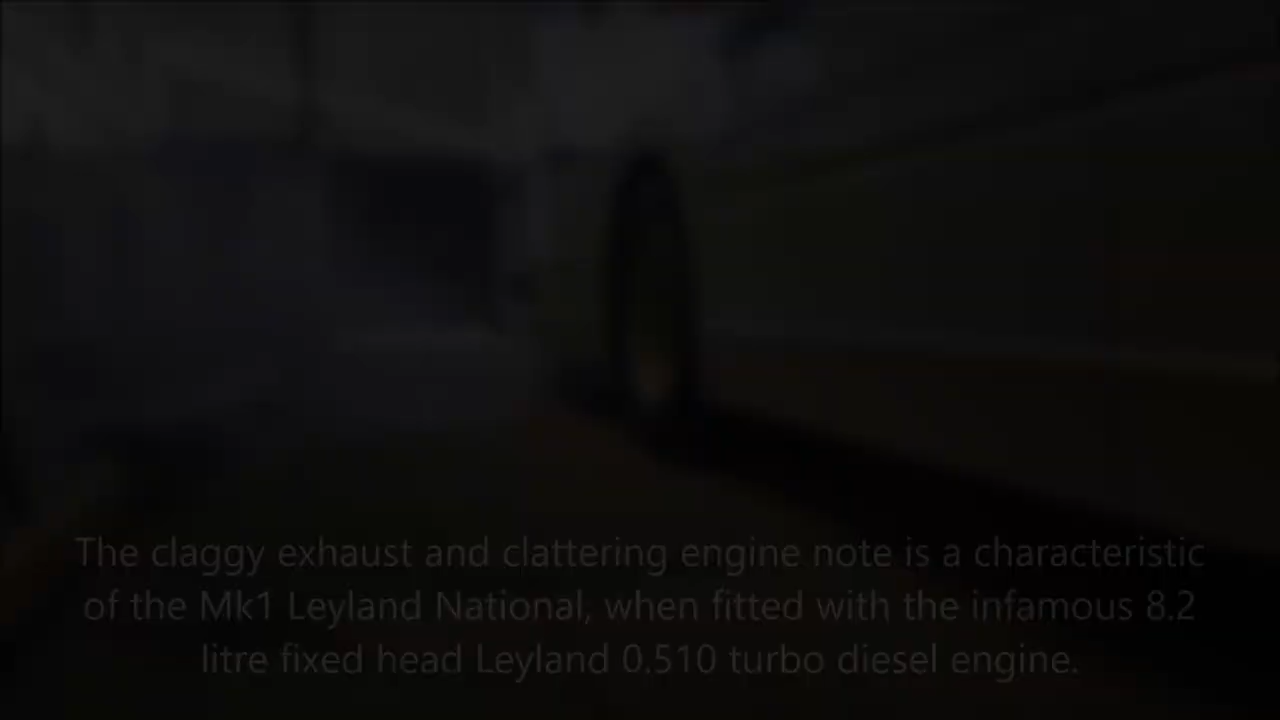 The claggy exhaust and clattering engine note is a characteristic
of the Mk1 Leyland National, when fitted with the infamous 8.2
litre fixed head Leyland 0.510 turbo diesel engine.